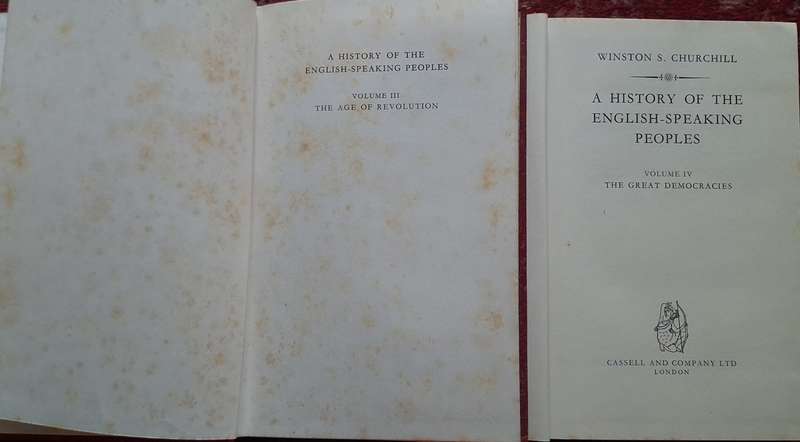 A HISTORY OF THE
ENGLISH-SPEAKING PEOPLES
VOLUME III
THE AGE OF REVOLUTION
WINSTON S. CHURCHILL
A HISTORY OF THE
ENGLISH-SPEAKING
PEOPLES
VOLUME IV
THE GREAT DEMOCRACIES
CASSELL AND COMPANY LTD
LONDON